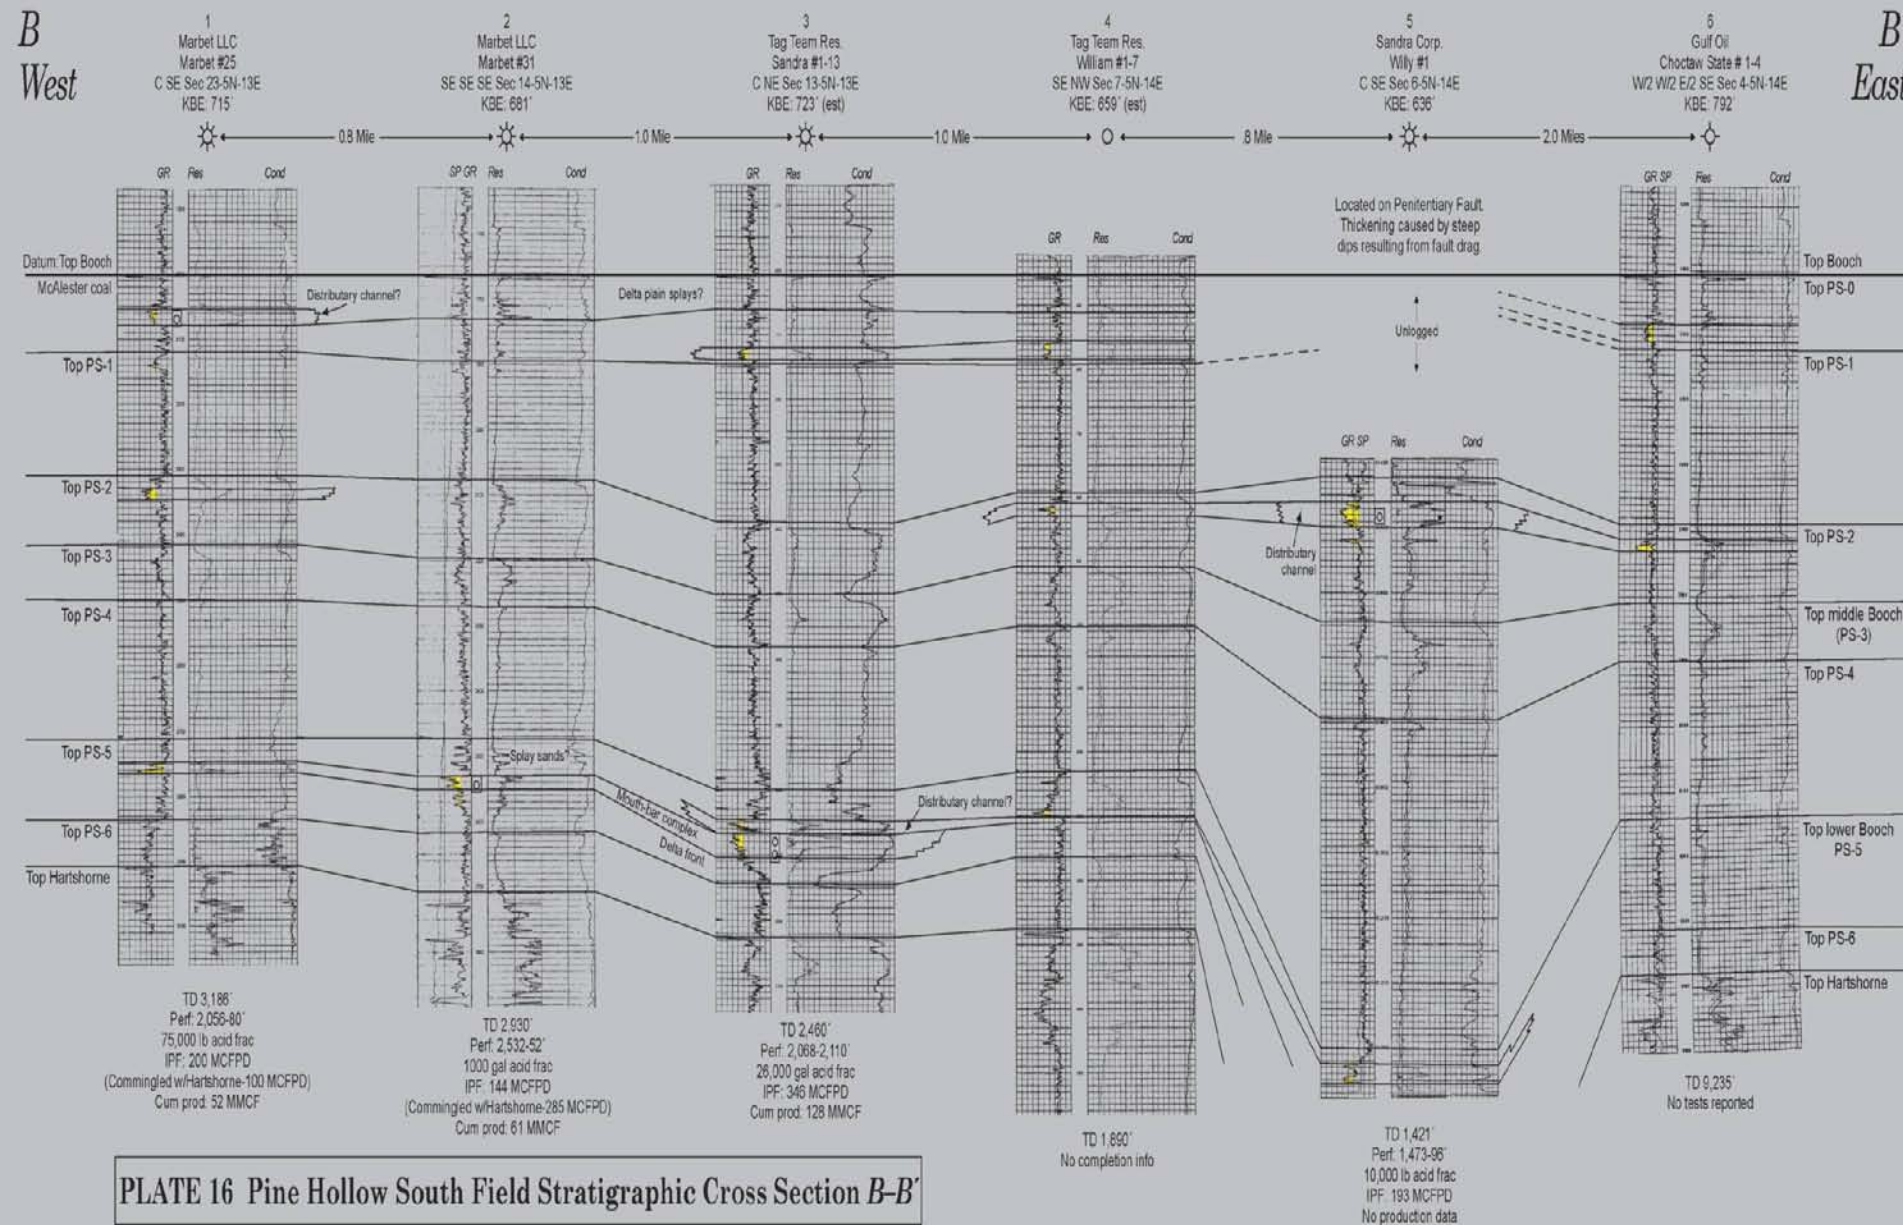 B
West
1
Marbet LLC
Marbet #25
C SE Sec 23-5N-13E
KBE: 715´
2
Marbet LLC
Marbet #31
SE SE SE Sec 14-5N-13E
KBE: 681´
3
Tag Team Res.
Sandra #1-13
C NE Sec 13-5N-13E
KBE: 723´ (est)
4
Tag Team Res.
William #1-7
SE NW Sec 7-5N-14E
KBE: 659´ (est)
5
Sandra Corp.
Willy #1
C SE Sec 6-5N-14E
KBE: 636´
6
Gulf Oil
Choctaw State # 1-4
W/2 W/2 E/2 SE Sec 4-5N-14E
KBE: 792´
B
East
0.8 Mile
1.0 Mile
1.0 Mile
.8 Mile
2.0 Miles
GR Res Cond
SP GR Res Cond
GR Res Cond
GR Res Cond
Located on Penitentiary Fault.
Thickening caused by steep
dips resulting from fault drag.
GR SP Res Cond
Unlogged
GR SP Res Cond
Datum: Top Booch
McAlester coal
Top PS-1
Top PS-2
Top PS-3
Top PS-4
Top PS-5
Top PS-6
Top Hartshorne
Distributary channel?
Delta plain splays?
Splay sands
Mouth-bar complex
Delta front
Distributary channel?
Distributary
channel
Top Booch
Top PS-0
Top PS-1
Top PS-2
Top middle Booch
(PS-3)
Top PS-4
Top lower Booch
PS-5
Top PS-6
Top Hartshorne
TD 3,186´
Perf: 2,056-80´
75,000 lb acid frac
IPF: 200 MCFPD
(Commingled w/Hartshorne-100 MCFPD)
Cum prod: 52 MMCF
TD 2,930´
Perf: 2,532-52´
1000 gal acid frac
IPF: 144 MCFPD
(Commingled w/Hartshorne-285 MCFPD)
Cum prod: 61 MMCF
TD 2,460´
Perf: 2,068-2,110´
26,000 gal acid frac
IPF: 346 MCFPD
Cum prod: 128 MMCF
TD 1,890´
No completion info
TD 1,421´
Perf: 1,473-96´
10,000 lb acid frac
IPF: 193 MCFPD
No production data
TD 9,235´
No tests reported
PLATE 16 Pine Hollow South Field Stratigraphic Cross Section B–B´